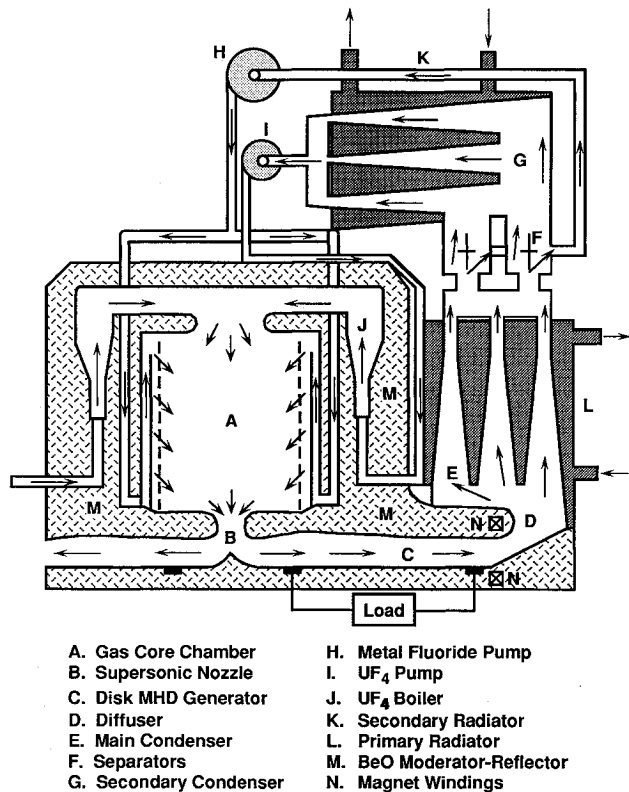 H
K
I
G
F
J
A
M
L
E
M
M
N
D
B
C
N
Load
A. Gas Core Chamber
B. Supersonic Nozzle
C. Disk MHD Generator
D. Diffuser
E. Main Condenser
F. Separators
G. Secondary Condenser
H. Metal Fluoride Pump
I. UF₄ Pump
J. UF₄ Boiler
K. Secondary Radiator
L. Primary Radiator
M. BeO Moderator-Reflector
N. Magnet Windings